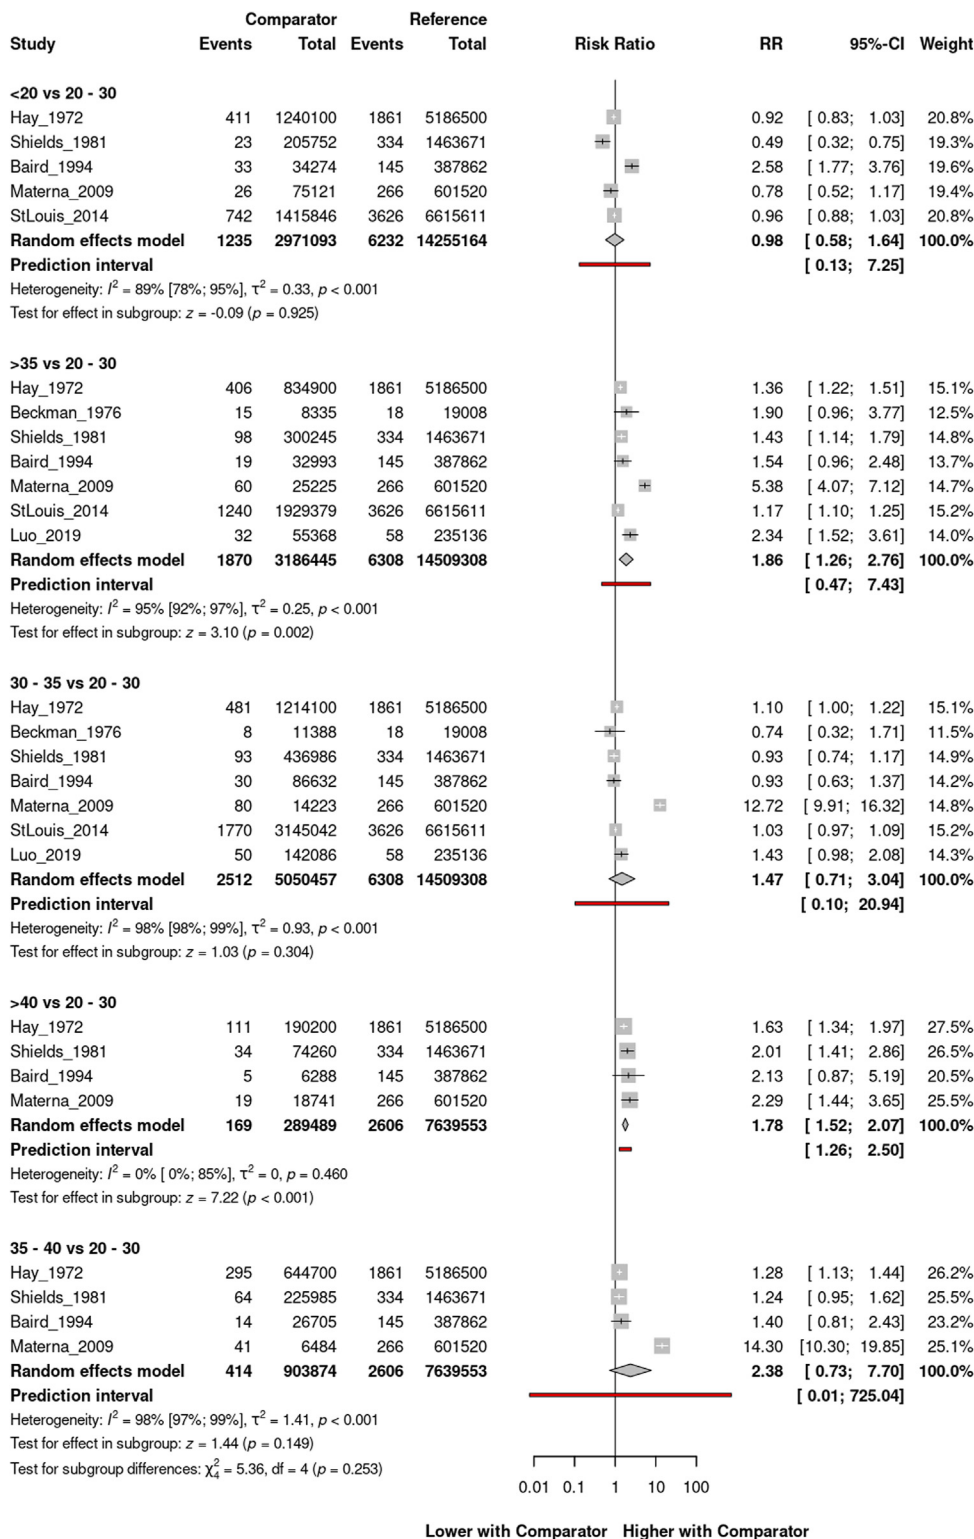 Comparator Reference
Study Events Total Events Total Risk Ratio RR 95%-CI Weight
<20 vs 20 - 30
Hay_1972 411 1240100 1861 5186500 0.92 [ 0.83; 1.03] 20.8%
Shields_1981 23 205752 334 1463671 0.49 [ 0.32; 0.75] 19.3%
Baird_1994 33 34274 145 387862 2.58 [ 1.77; 3.76] 19.6%
Materna_2009 26 75121 266 601520 0.78 [ 0.52; 1.17] 19.4%
StLouis_2014 742 1415846 3626 6615611 0.96 [ 0.88; 1.03] 20.8%
Random effects model 1235 2971093 6232 14255164 0.98 [ 0.58; 1.64] 100.0%
Prediction interval [ 0.13; 7.25]
Heterogeneity: I² = 89% [78%; 95%], τ² = 0.33, p < 0.001
Test for effect in subgroup: z = -0.09 (p = 0.925)
>35 vs 20 - 30
Hay_1972 406 834900 1861 5186500 1.36 [ 1.22; 1.51] 15.1%
Beckman_1976 15 8335 18 19008 1.90 [ 0.96; 3.77] 12.5%
Shields_1981 98 300245 334 1463671 1.43 [ 1.14; 1.79] 14.8%
Baird_1994 19 32993 145 387862 1.54 [ 0.96; 2.48] 13.7%
Materna_2009 60 25225 266 601520 5.38 [ 4.07; 7.12] 14.7%
StLouis_2014 1240 1929379 3626 6615611 1.17 [ 1.10; 1.25] 15.2%
Luo_2019 32 55368 58 235136 2.34 [ 1.52; 3.61] 14.0%
Random effects model 1870 3186445 6308 14509308 1.86 [ 1.26; 2.76] 100.0%
Prediction interval [ 0.47; 7.43]
Heterogeneity: I² = 95% [92%; 97%], τ² = 0.25, p < 0.001
Test for effect in subgroup: z = 3.10 (p = 0.002)
30 - 35 vs 20 - 30
Hay_1972 481 1214100 1861 5186500 1.10 [ 1.00; 1.22] 15.1%
Beckman_1976 8 11388 18 19008 0.74 [ 0.32; 1.71] 11.5%
Shields_1981 93 436986 334 1463671 0.93 [ 0.74; 1.17] 14.9%
Baird_1994 30 86632 145 387862 0.93 [ 0.63; 1.37] 14.2%
Materna_2009 80 14223 266 601520 12.72 [ 9.91; 16.32] 14.8%
StLouis_2014 1770 3145042 3626 6615611 1.03 [ 0.97; 1.09] 15.2%
Luo_2019 50 142086 58 235136 1.43 [ 0.98; 2.08] 14.3%
Random effects model 2512 5050457 6308 14509308 1.47 [ 0.71; 3.04] 100.0%
Prediction interval [ 0.10; 20.94]
Heterogeneity: I² = 98% [98%; 99%], τ² = 0.93, p < 0.001
Test for effect in subgroup: z = 1.03 (p = 0.304)
>40 vs 20 - 30
Hay_1972 111 190200 1861 5186500 1.63 [ 1.34; 1.97] 27.5%
Shields_1981 34 74260 334 1463671 2.01 [ 1.41; 2.86] 26.5%
Baird_1994 5 6288 145 387862 2.13 [ 0.87; 5.19] 20.5%
Materna_2009 19 18741 266 601520 2.29 [ 1.44; 3.65] 25.5%
Random effects model 169 289489 2606 7639553 1.78 [ 1.52; 2.07] 100.0%
Prediction interval [ 1.26; 2.50]
Heterogeneity: I² = 0% [ 0%; 85%], τ² = 0, p = 0.460
Test for effect in subgroup: z = 7.22 (p < 0.001)
35 - 40 vs 20 - 30
Hay_1972 295 644700 1861 5186500 1.28 [ 1.13; 1.44] 26.2%
Shields_1981 64 225985 334 1463671 1.24 [ 0.95; 1.62] 25.5%
Baird_1994 14 26705 145 387862 1.40 [ 0.81; 2.43] 23.2%
Materna_2009 41 6484 266 601520 14.30 [10.30; 19.85] 25.1%
Random effects model 414 903874 2606 7639553 2.38 [ 0.73; 7.70] 100.0%
Prediction interval [ 0.01; 725.04]
Heterogeneity: I² = 98% [97%; 99%], τ² = 1.41, p < 0.001
Test for effect in subgroup: z = 1.44 (p = 0.149)
Test for subgroup differences: χ²₄ = 5.36, df = 4 (p = 0.253)
0.01 0.1 1 10 100
Lower with Comparator Higher with Comparator